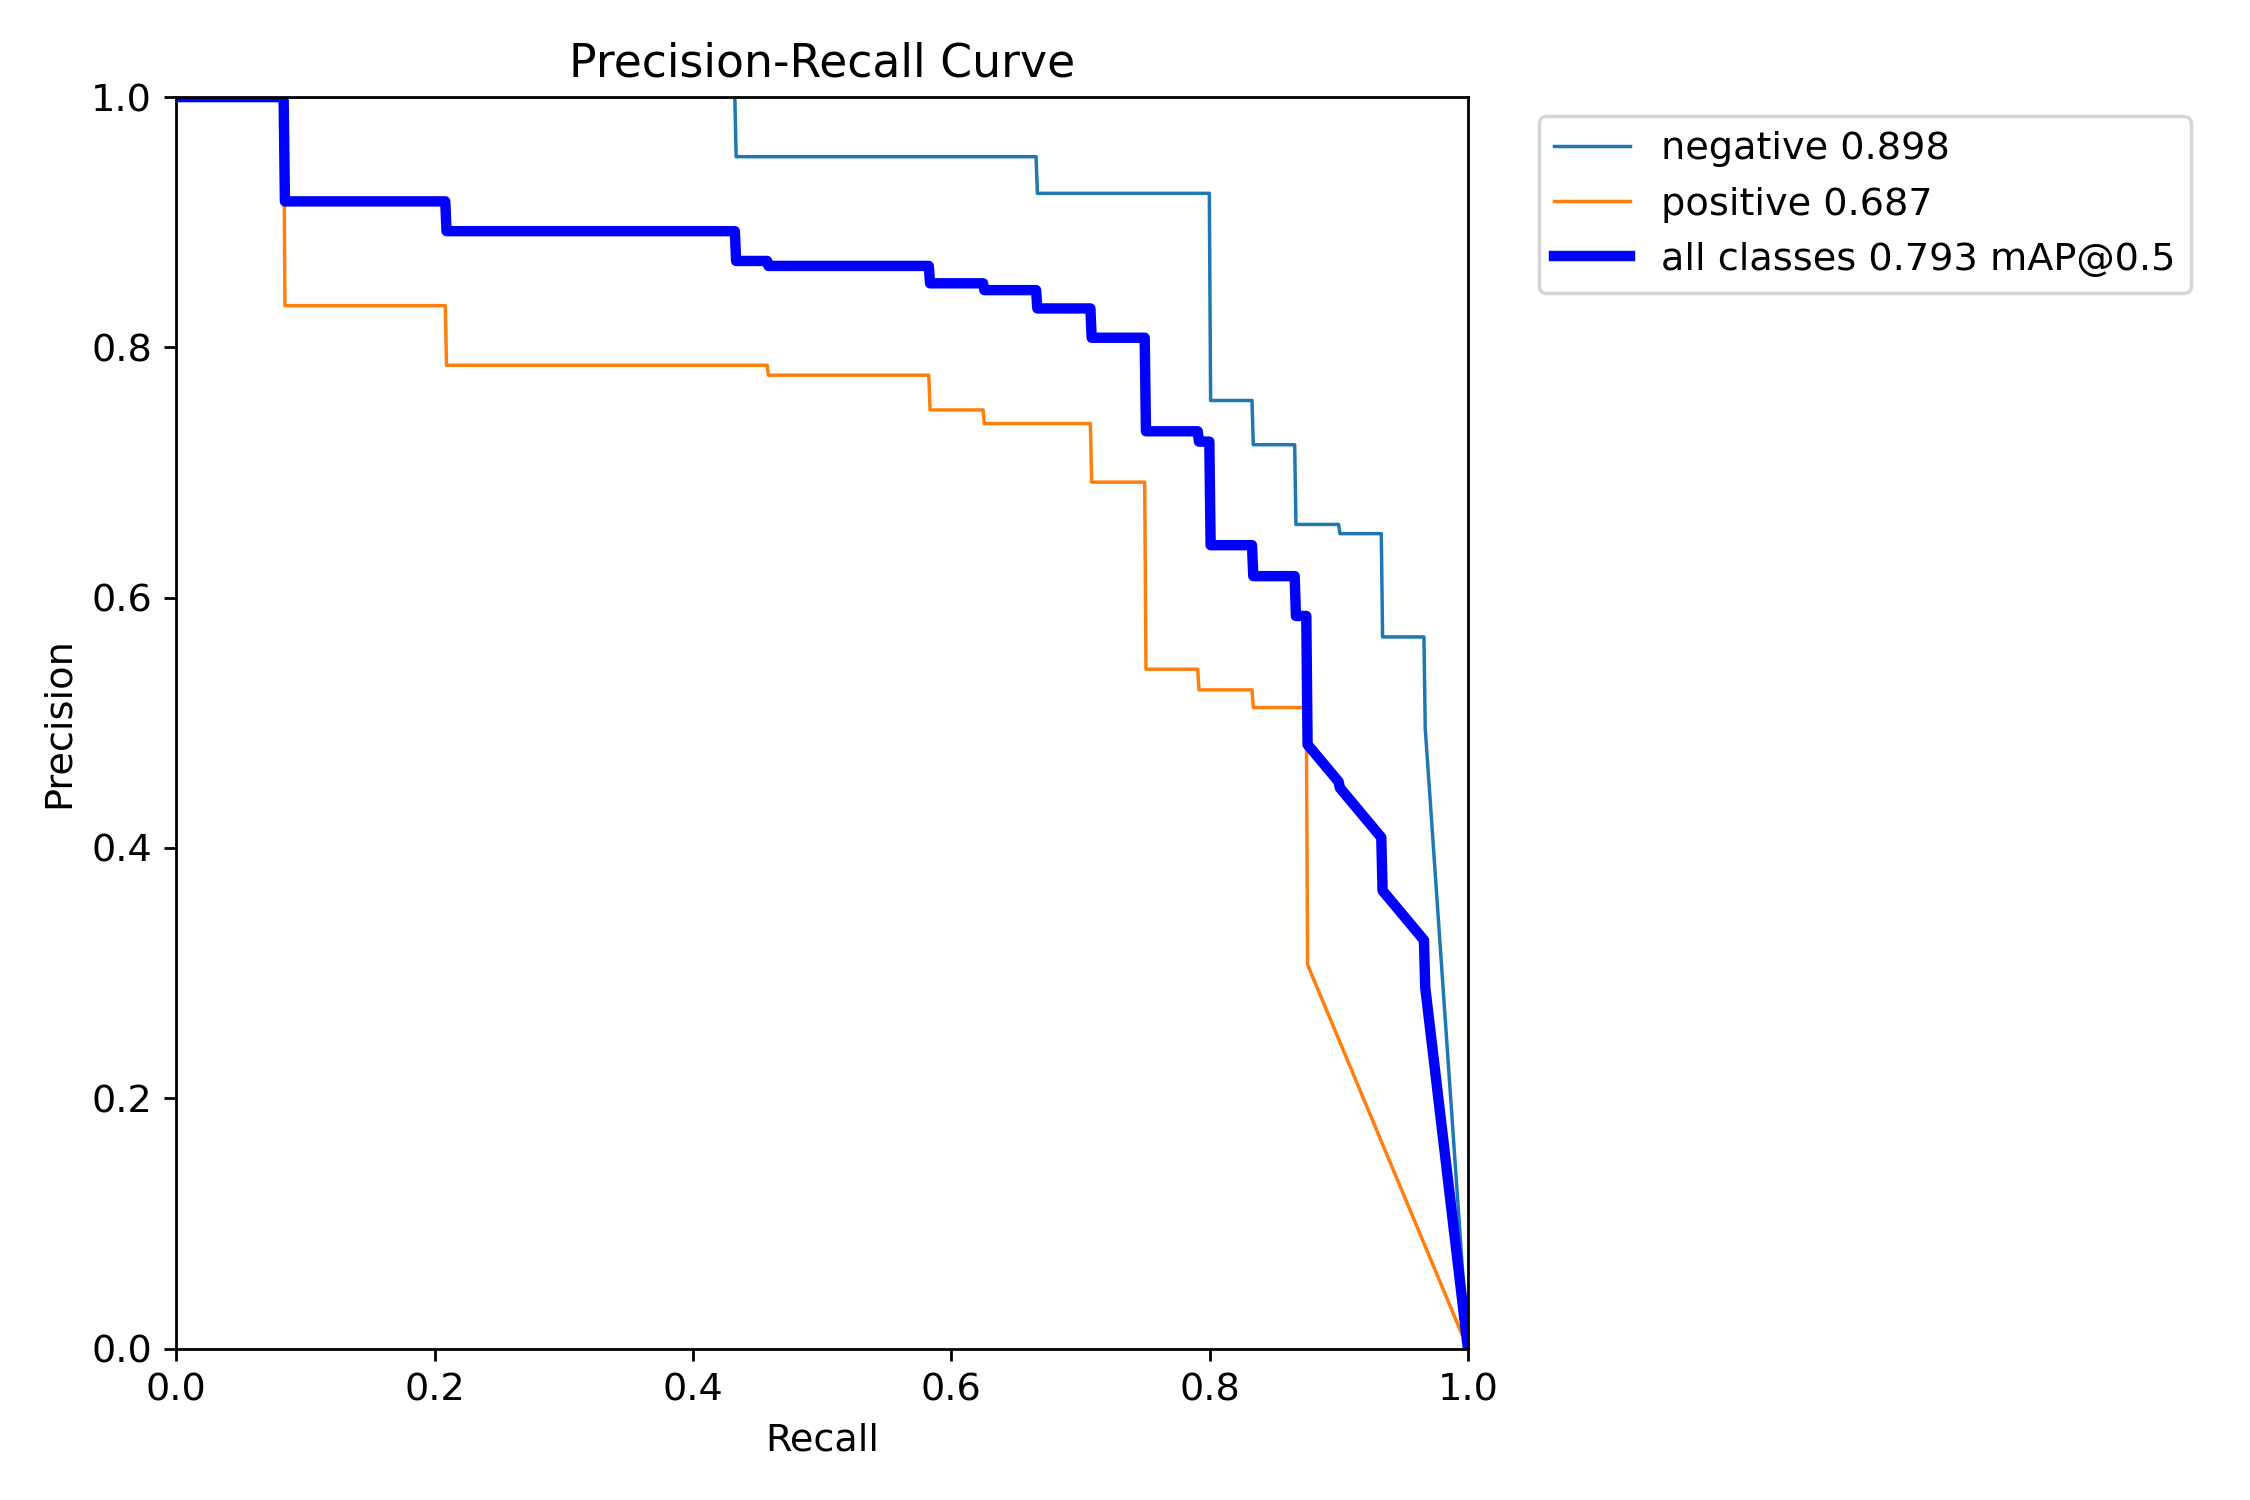 Precision-Recall Curve
1.0
0.8
0.6
0.4
0.2
0.0
Precision
0.0 0.2 0.4 0.6 0.8 1.0
Recall
negative 0.898
positive 0.687
all classes 0.793 mAP@0.5